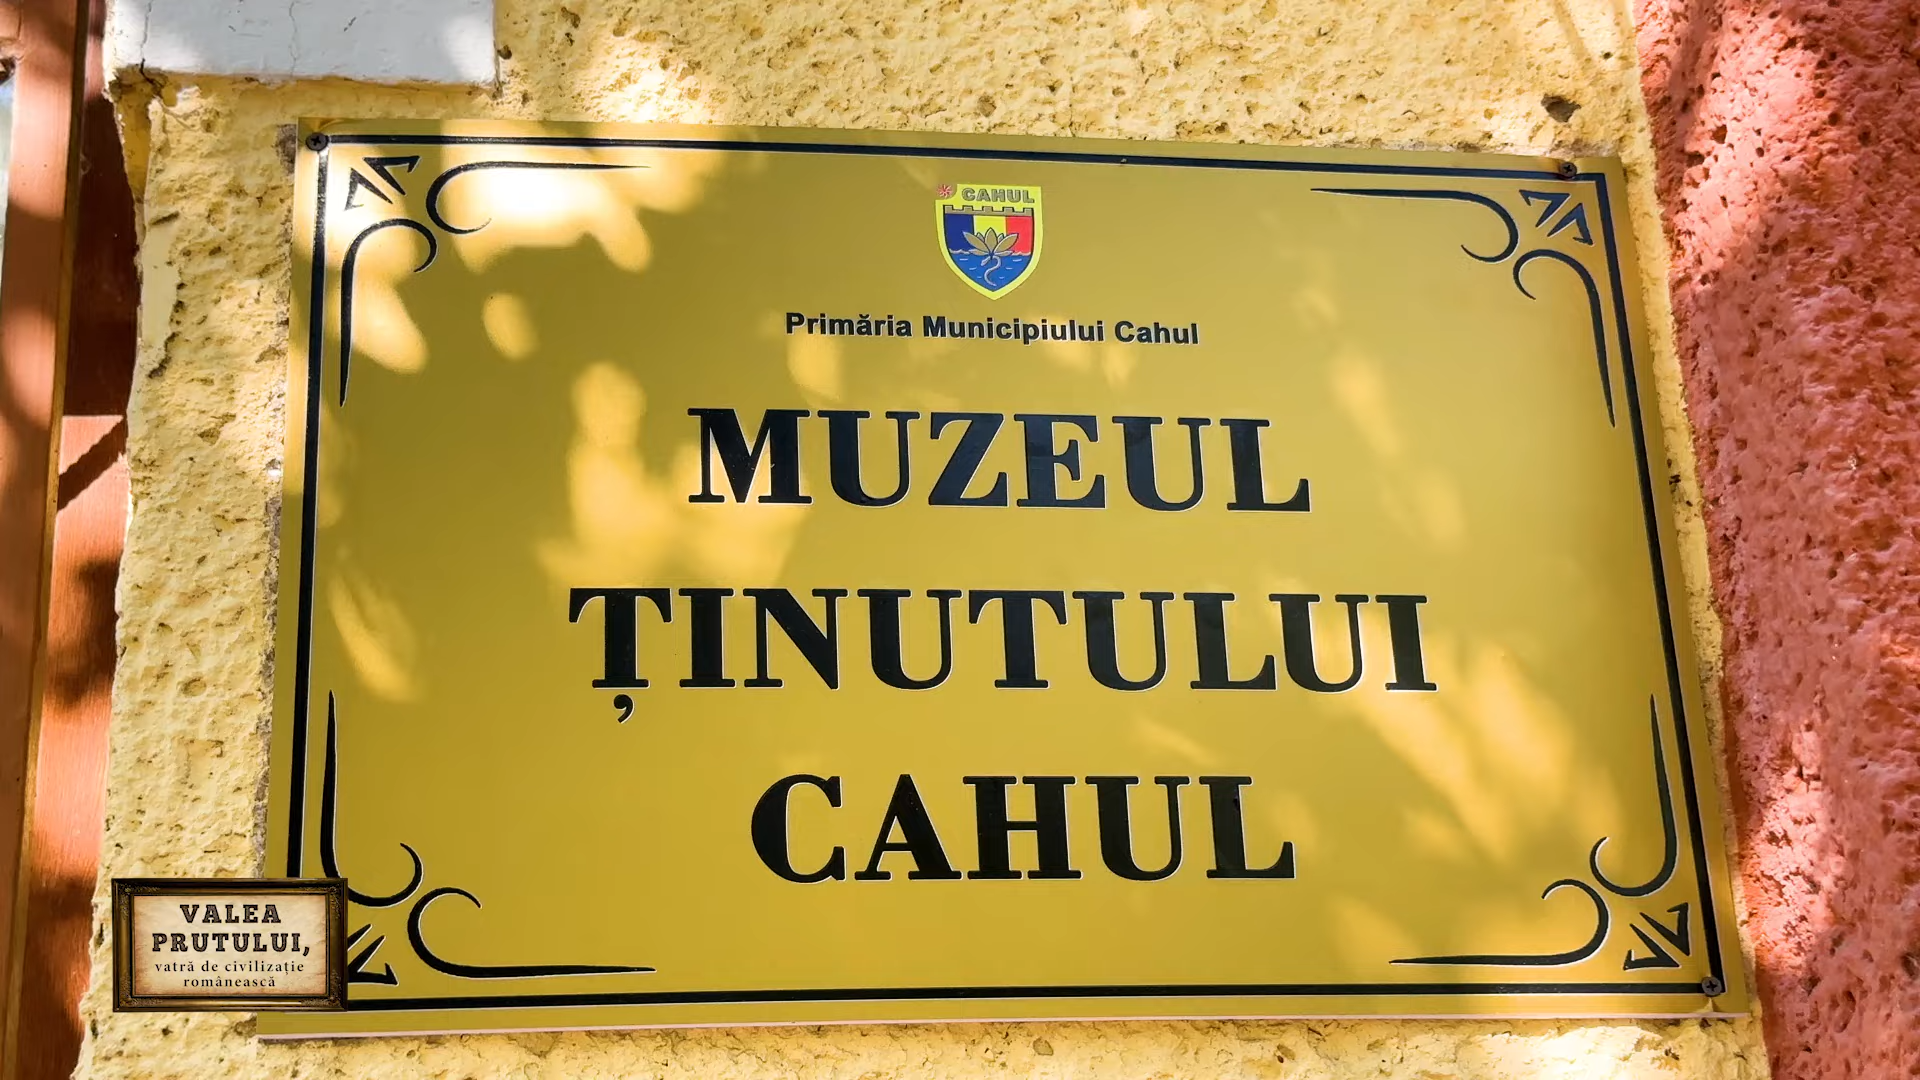 CAHUL
Primăria Municipiului Cahul
MUZEUL
ȚINUTULUI
CAHUL
VALEA
PRUTULUI,
vatră de civilizație
românească